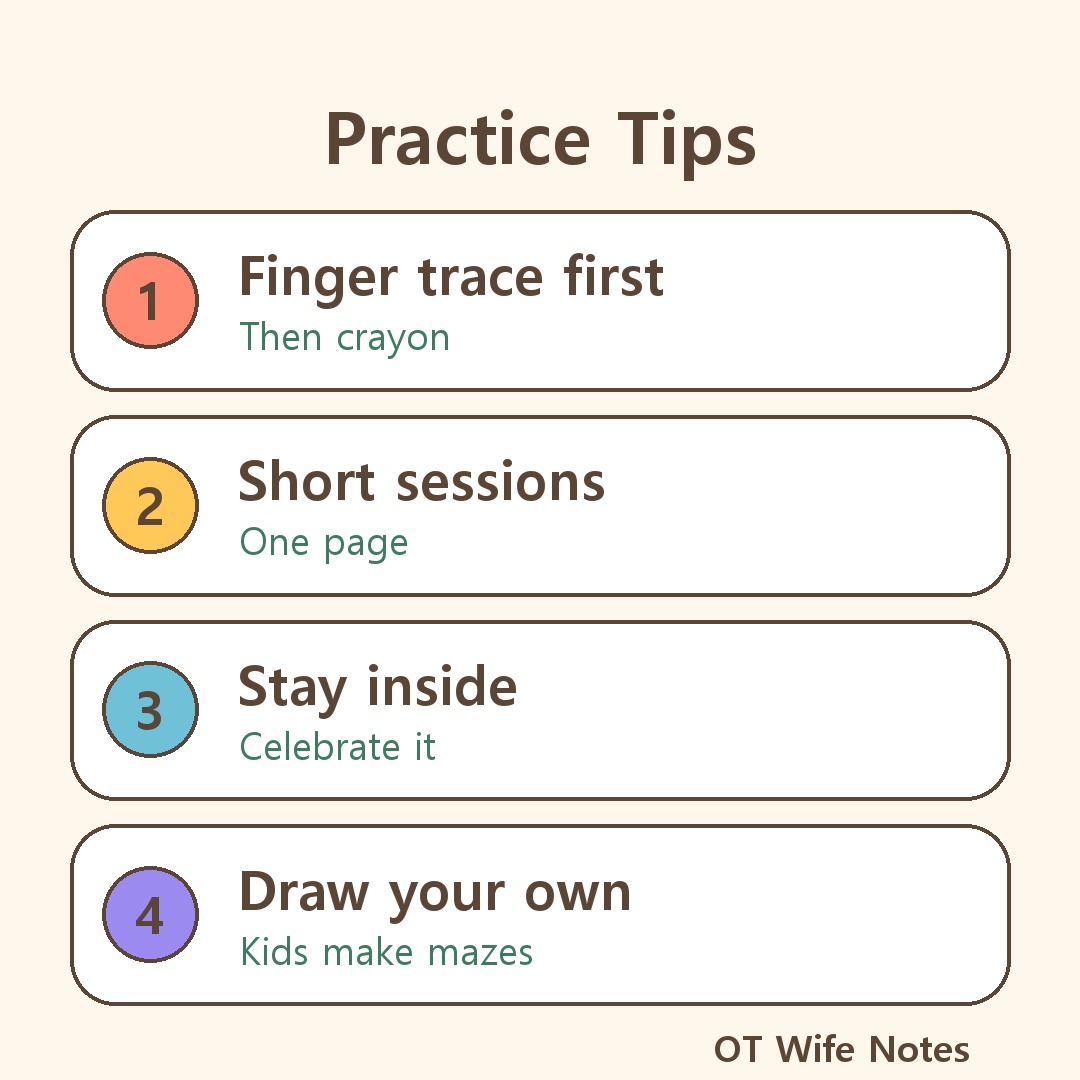 Practice Tips
1
Finger trace first
Then crayon
2
Short sessions
One page
3
Stay inside
Celebrate it
4
Draw your own
Kids make mazes
OT Wife Notes